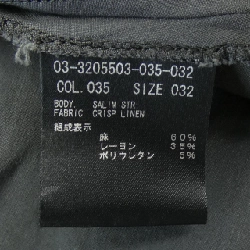 03-3205503-035-032
COL.035 SIZE 032
BODY. SALIM STR
FABRIC CRISP LINEN
組成表示
麻 60%
レーヨン 35%
ポリウレタン 5%